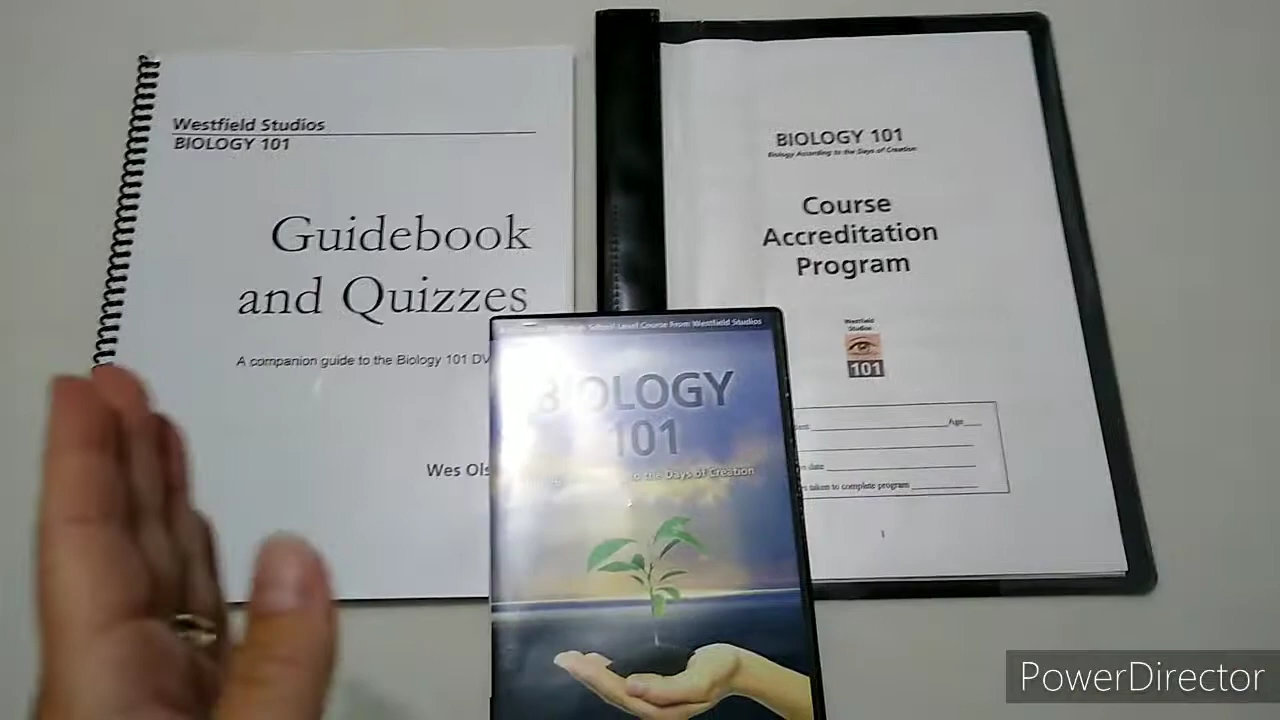 Westfield Studios
BIOLOGY 101
Guidebook
and Quizzes
A companion guide to the Biology 101
Wes
BIOLOGY 101
Biology According to the Days of Creation
Course
Accreditation
Program
Westfield
Studios
101
Age
date
taken to complete program
1
School Level Course From Westfield Studios
BIOLOGY
101
to the Days of Creation
PowerDirector